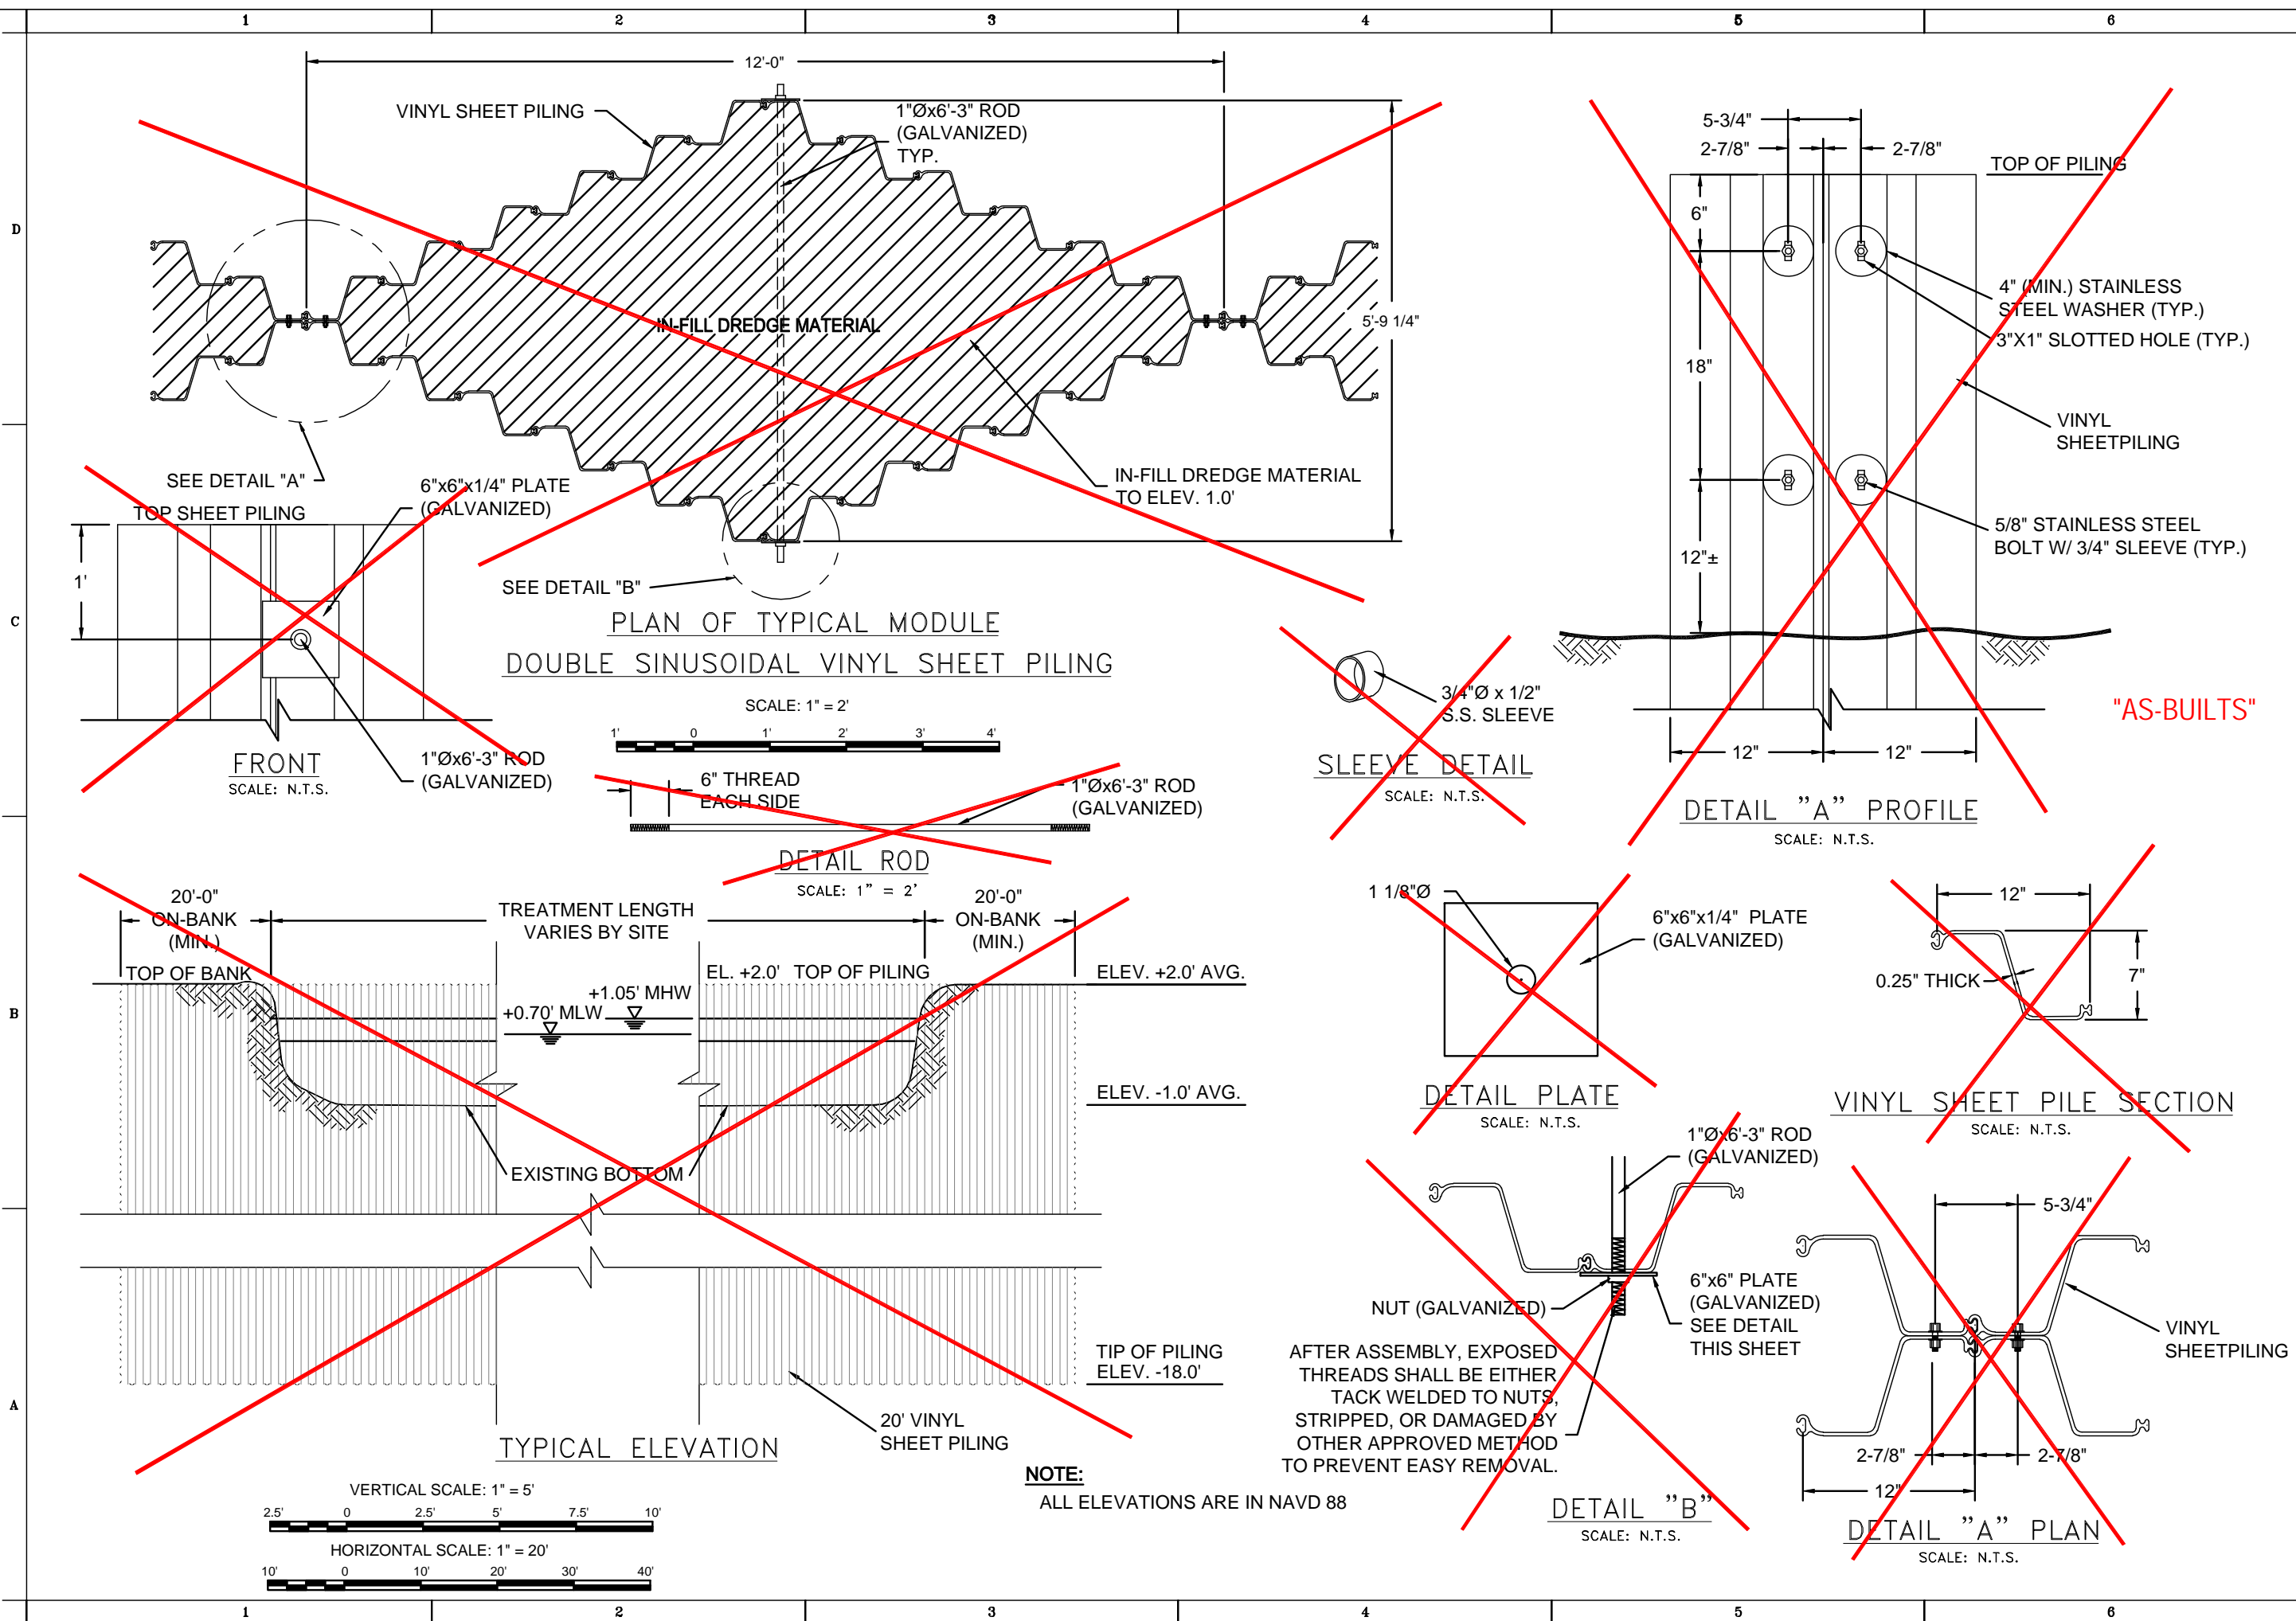 1 2 3 4 5 6
12'-0"
VINYL SHEET PILING
1"Øx6'-3" ROD
(GALVANIZED)
TYP.
IN-FILL DREDGE MATERIAL
5'-9 1/4"
IN-FILL DREDGE MATERIAL
TO ELEV. 1.0'
SEE DETAIL "A"
SEE DETAIL "B"
PLAN OF TYPICAL MODULE
DOUBLE SINUSOIDAL VINYL SHEET PILING
SCALE: 1" = 2'
1' 0 1' 2' 3' 4'
D
C
B
A
TOP SHEET PILING
6"x6"x1/4" PLATE
(GALVANIZED)
1'
1"Øx6'-3" ROD
(GALVANIZED)
FRONT
SCALE: N.T.S.
6" THREAD
EACH SIDE
1"Øx6'-3" ROD
(GALVANIZED)
DETAIL ROD
SCALE: 1" = 2'
3/4"Ø x 1/2"
S.S. SLEEVE
SLEEVE DETAIL
SCALE: N.T.S.
5-3/4"
2-7/8"
2-7/8"
TOP OF PILING
6"
18"
12"±
4" (MIN.) STAINLESS
STEEL WASHER (TYP.)
3"X1" SLOTTED HOLE (TYP.)
VINYL
SHEETPILING
5/8" STAINLESS STEEL
BOLT W/ 3/4" SLEEVE (TYP.)
12"
12"
DETAIL "A" PROFILE
SCALE: N.T.S.
"AS-BUILTS"
20'-0"
ON-BANK
(MIN.)
TREATMENT LENGTH
VARIES BY SITE
20'-0"
ON-BANK
(MIN.)
TOP OF BANK
EL. +2.0' TOP OF PILING
ELEV. +2.0' AVG.
+1.05' MHW
+0.70' MLW
ELEV. -1.0' AVG.
EXISTING BOTTOM
TIP OF PILING
ELEV. -18.0'
20' VINYL
SHEET PILING
TYPICAL ELEVATION
VERTICAL SCALE: 1" = 5'
2.5' 0 2.5' 5' 7.5' 10'
HORIZONTAL SCALE: 1" = 20'
10' 0 10' 20' 30' 40'
NOTE:
ALL ELEVATIONS ARE IN NAVD 88
1 1/8"Ø
6"x6"x1/4" PLATE
(GALVANIZED)
DETAIL PLATE
SCALE: N.T.S.
12"
0.25" THICK
7"
VINYL SHEET PILE SECTION
SCALE: N.T.S.
1"Øx6'-3" ROD
(GALVANIZED)
NUT (GALVANIZED)
6"x6" PLATE
(GALVANIZED)
SEE DETAIL
THIS SHEET
AFTER ASSEMBLY, EXPOSED
THREADS SHALL BE EITHER
TACK WELDED TO NUTS,
STRIPPED, OR DAMAGED BY
OTHER APPROVED METHOD
TO PREVENT EASY REMOVAL.
DETAIL "B"
SCALE: N.T.S.
5-3/4"
VINYL
SHEETPILING
2-7/8"
2-7/8"
12"
DETAIL "A" PLAN
SCALE: N.T.S.
1 2 3 4 5 6